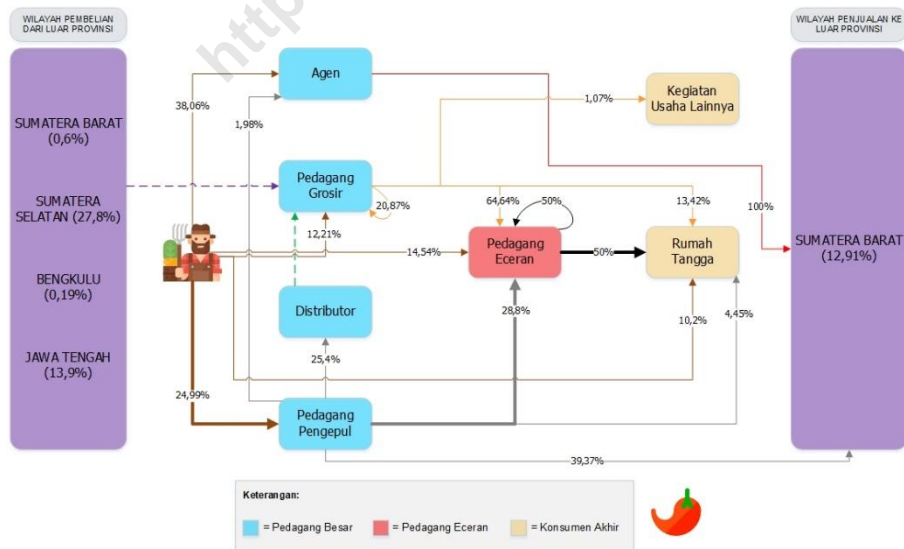 WILAYAH PEMBELIAN
DARI LUAR PROVINSI
WILAYAH PENJUALAN KE
LUAR PROVINSI
http
SUMATERA BARAT
(0,6%)
SUMATERA
SELATAN (27,8%)
BENGKULU
(0,19%)
JAWA TENGAH
(13,9%)
Agen
38,06%
1,98%
Kegiatan
Usaha Lainnya
1,07%
Pedagang
Grosir
20,87%
12,21%
64,64%
50%
13,42%
100%
14,54%
Pedagang
Eceran
50%
Rumah
Tangga
SUMATERA BARAT
(12,91%)
Distributor
28,8%
10,2%
4,45%
25,4%
24,99%
Pedagang
Pengepul
39,37%
Keterangan:
= Pedagang Besar
= Pedagang Eceran
= Konsumen Akhir